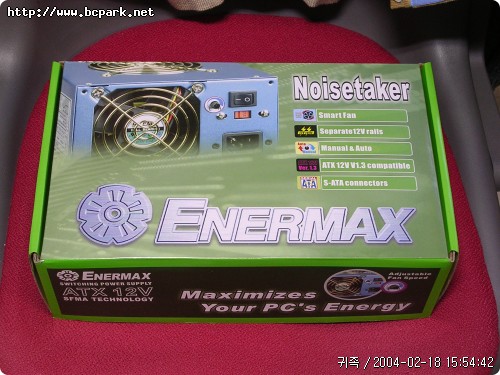 http://www.bcpark.net
Noisetaker
Smart Fan
Separate12V rails
Manual & Auto
ATX 12V V1.3 compatible
S-ATA connectors
ENERMAX
ENERMAX
SWITCHING POWER SUPPLY
ATX 12V
SFMA TECHNOLOGY
Maximizes
Your PC's Energy
Adjustable
Fan Speed
귀족 / 2004-02-18 15:54:42